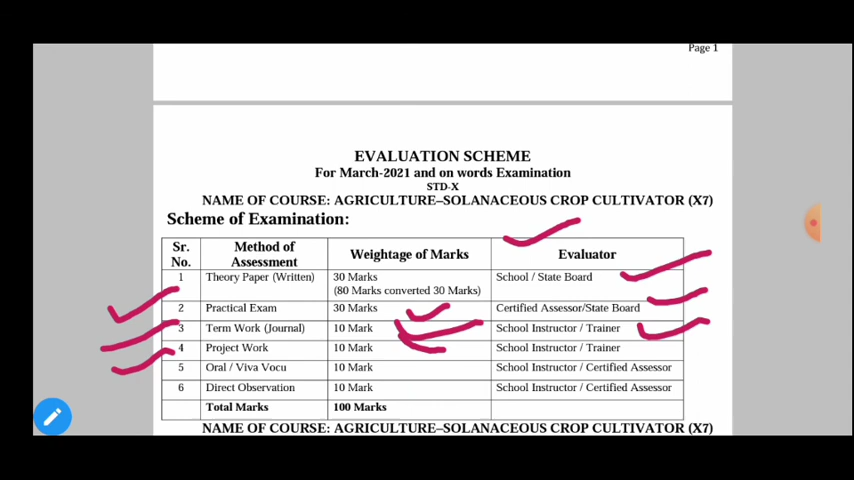 Page 1
EVALUATION SCHEME
For March-2021 and on words Examination
STD-X
NAME OF COURSE: AGRICULTURE–SOLANACEOUS CROP CULTIVATOR (X7)
Scheme of Examination:
Sr. No. Method of Assessment Weightage of Marks Evaluator
1 Theory Paper (Written) 30 Marks (80 Marks converted 30 Marks) School / State Board
2 Practical Exam 30 Marks Certified Assessor/State Board
3 Term Work (Journal) 10 Mark School Instructor / Trainer
4 Project Work 10 Mark School Instructor / Trainer
5 Oral / Viva Vocu 10 Mark School Instructor / Certified Assessor
6 Direct Observation 10 Mark School Instructor / Certified Assessor
Total Marks 100 Marks
NAME OF COURSE: AGRICULTURE–SOLANACEOUS CROP CULTIVATOR (X7)